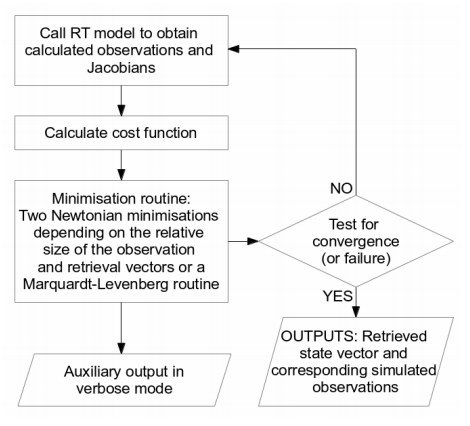 Call RT model to obtain
calculated observations and
Jacobians
Calculate cost function
Minimisation routine:
Two Newtonian minimisations
depending on the relative
size of the observation
and retrieval vectors or a
Marquardt-Levenberg routine
NO
Test for
convergence
(or failure)
YES
Auxiliary output in
verbose mode
OUTPUTS: Retrieved
state vector and
corresponding simulated
observations